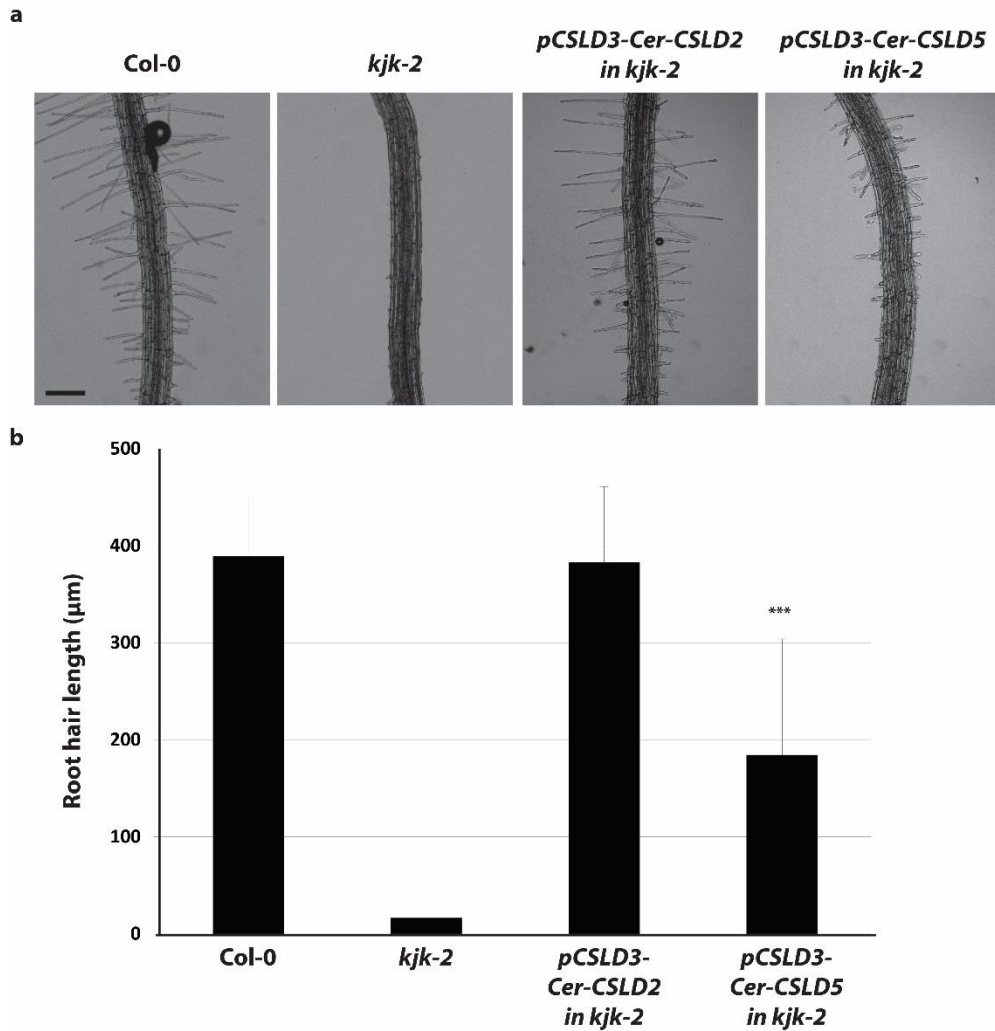 a
Col-0
kjk-2
pCSLD3-Cer-CSLD2
in kjk-2
pCSLD3-Cer-CSLD5
in kjk-2
b
500
400
300
200
100
0
Root hair length (µm)
***
Col-0
kjk-2
pCSLD3-
Cer-CSLD2
in kjk-2
pCSLD3-
Cer-CSLD5
in kjk-2